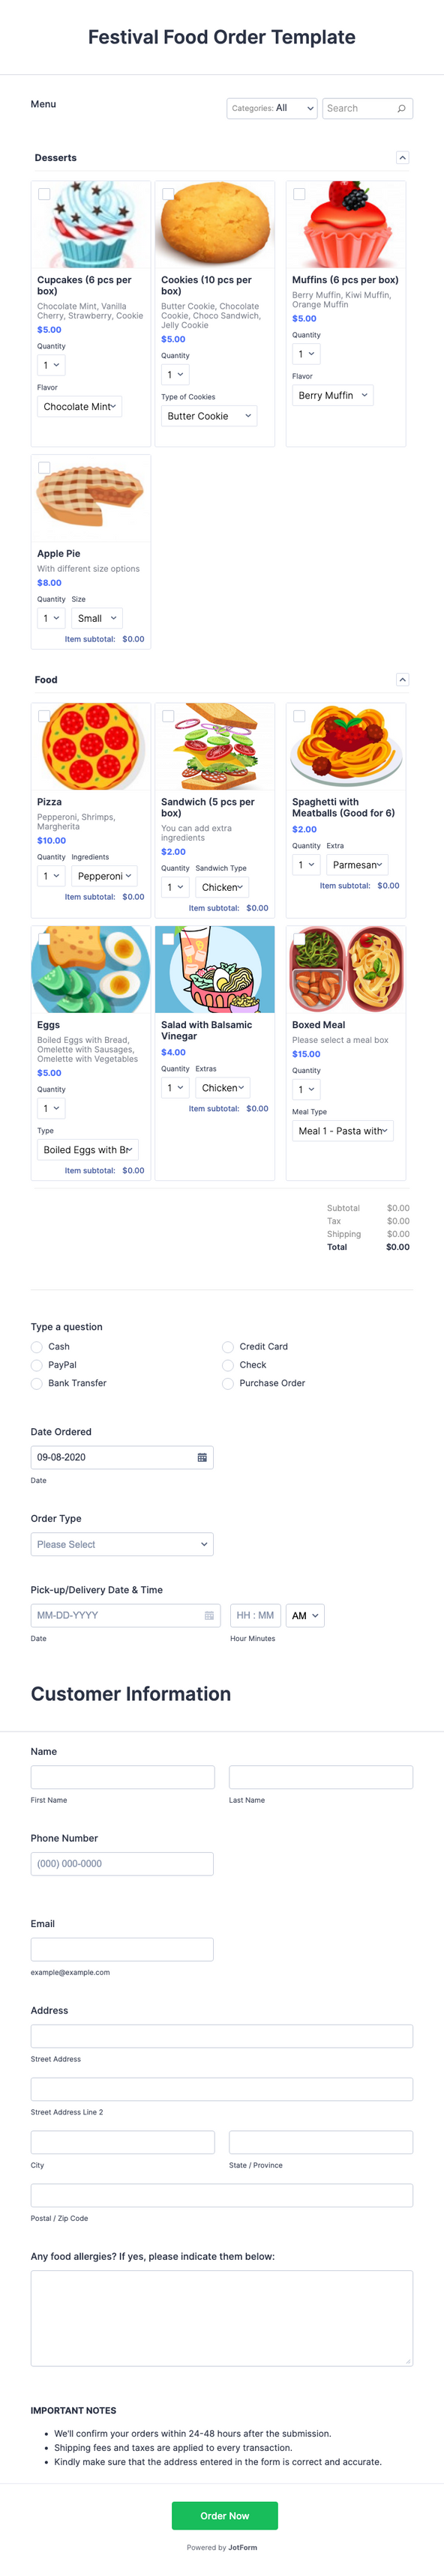 Festival Food Order Template
Menu
Categories: All
Search
Desserts
Cupcakes (6 pcs per
box)
Chocolate Mint, Vanilla
Cherry, Strawberry, Cookie
$5.00
Quantity
1
Flavor
Chocolate Mint
Cookies (10 pcs per
box)
Butter Cookie, Chocolate
Cookie, Choco Sandwich,
Jelly Cookie
$5.00
Quantity
1
Type of Cookies
Butter Cookie
Muffins (6 pcs per box)
Berry Muffin, Kiwi Muffin,
Orange Muffin
$5.00
Quantity
1
Flavor
Berry Muffin
Apple Pie
With different size options
$8.00
Quantity Size
1 Small
Item subtotal: $0.00
Food
Pizza
Pepperoni, Shrimps,
Margherita
$10.00
Quantity Ingredients
1 Pepperoni
Item subtotal: $0.00
Sandwich (5 pcs per
box)
You can add extra
ingredients
$2.00
Quantity Sandwich Type
1 Chicken
Item subtotal: $0.00
Spaghetti with
Meatballs (Good for 6)
$2.00
Quantity Extra
1 Parmesan
Item subtotal: $0.00
Eggs
Boiled Eggs with Bread,
Omelette with Sausages,
Omelette with Vegetables
$5.00
Quantity
1
Type
Boiled Eggs with Br
Item subtotal: $0.00
Salad with Balsamic
Vinegar
$4.00
Quantity Extras
1 Chicken
Item subtotal: $0.00
Boxed Meal
Please select a meal box
$15.00
Quantity
1
Meal Type
Meal 1 - Pasta with
Subtotal $0.00
Tax $0.00
Shipping $0.00
Total $0.00
Type a question
Cash Credit Card
PayPal Check
Bank Transfer Purchase Order
Date Ordered
09-08-2020
Date
Order Type
Please Select
Pick-up/Delivery Date & Time
MM-DD-YYYY HH : MM AM
Date Hour Minutes
Customer Information
Name
First Name Last Name
Phone Number
(000) 000-0000
Email
example@example.com
Address
Street Address
Street Address Line 2
City State / Province
Postal / Zip Code
Any food allergies? If yes, please indicate them below:
IMPORTANT NOTES
• We'll confirm your orders within 24-48 hours after the submission.
• Shipping fees and taxes are applied to every transaction.
• Kindly make sure that the address entered in the form is correct and accurate.
Order Now
Powered by JotForm